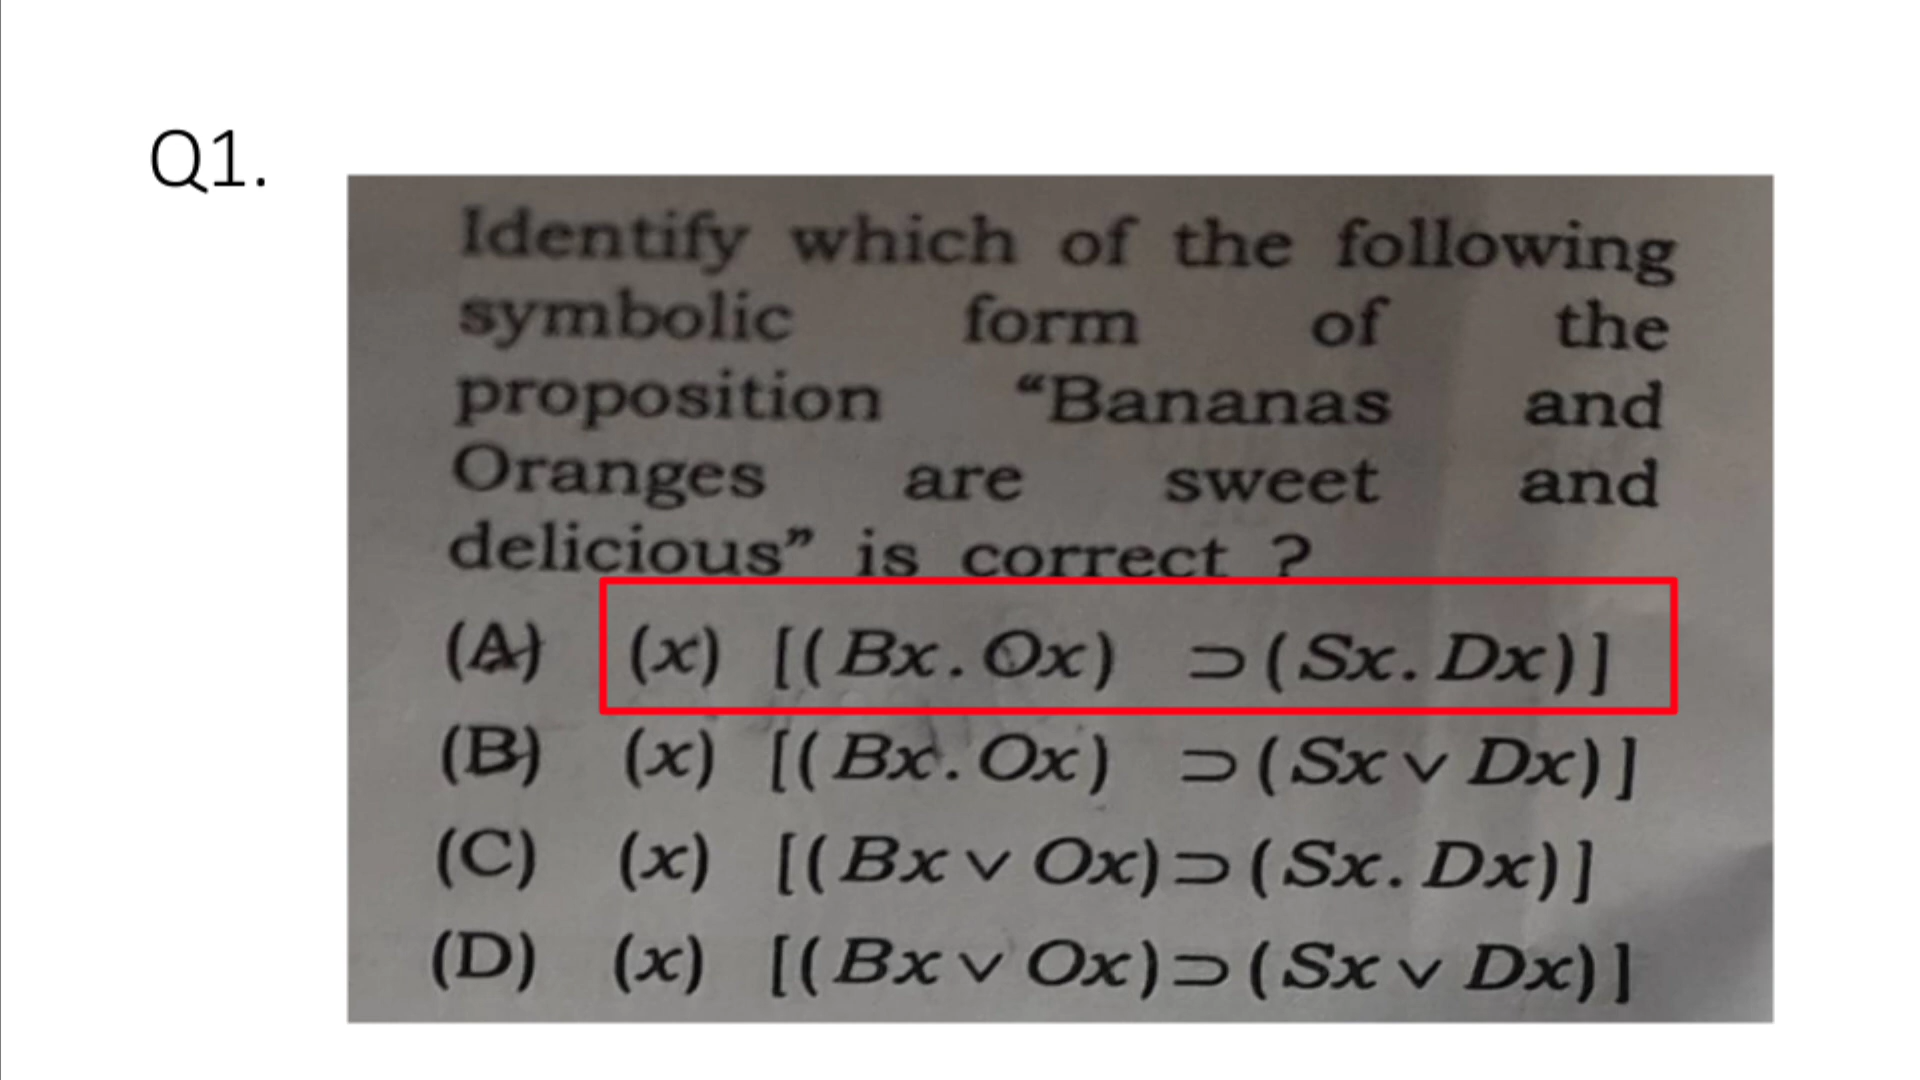 Q1.
Identify which of the following
symbolic form of the
proposition “Bananas and
Oranges are sweet and
delicious” is correct ?
(A) (x) [(Bx . Ox) ⊃ (Sx . Dx)]
(B) (x) [(Bx . Ox) ⊃ (Sx ∨ Dx)]
(C) (x) [(Bx ∨ Ox) ⊃ (Sx . Dx)]
(D) (x) [(Bx ∨ Ox) ⊃ (Sx ∨ Dx)]